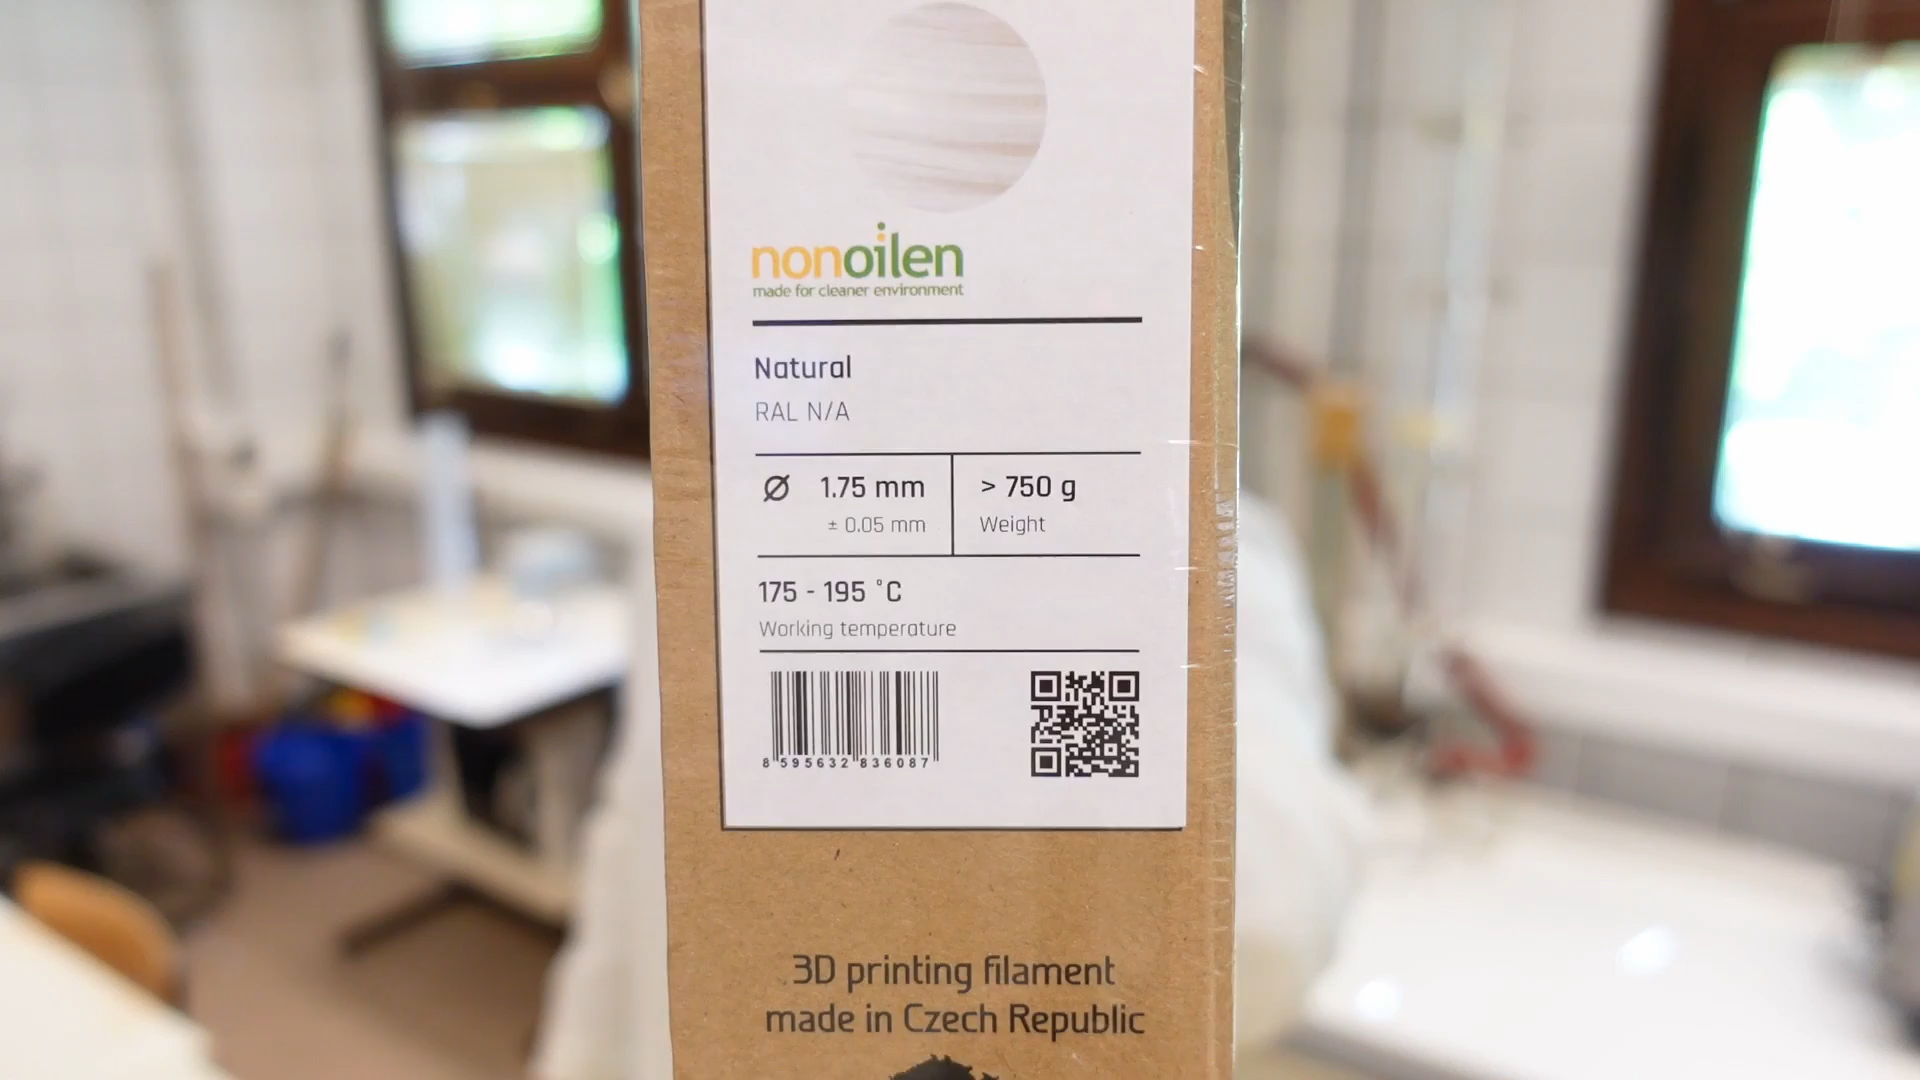 nonoilen
made for cleaner environment
Natural
RAL N/A
Ø 1.75 mm
± 0.05 mm
> 750 g
Weight
175 - 195 °C
Working temperature
8 595632 836087
3D printing filament
made in Czech Republic